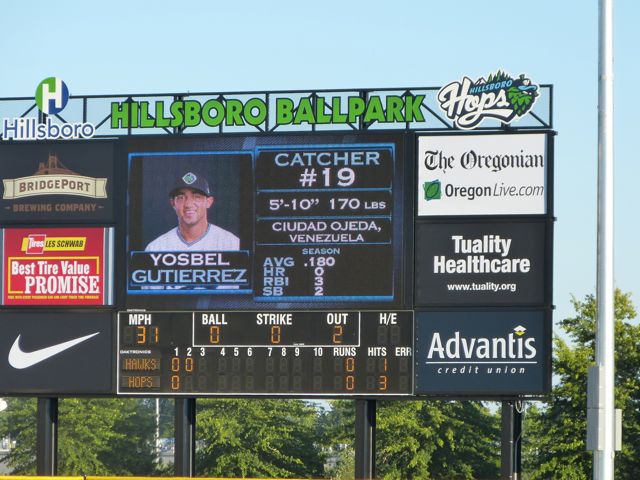 Hillsboro
HILLSBORO BALLPARK
HILLSBORO
Hops
BRIDGEPORT
BREWING COMPANY
Tires LES SCHWAB
Best Tire Value
PROMISE
YOSBEL
GUTIERREZ
CATCHER
#19
5'-10" 170 LBS
CIUDAD OJEDA,
VENEZUELA
SEASON
AVG .180
HR 0
RBI 3
SB 2
The Oregonian
OregonLive.com
Tuality
Healthcare
www.tuality.org
Advantis
credit union
MPH BALL STRIKE OUT H/E
31 0 0 2
DAKTRONICS 1 2 3 4 5 6 7 8 9 10 RUNS HITS ERR
HAWKS 0 0 0 1
HOPS 0 3